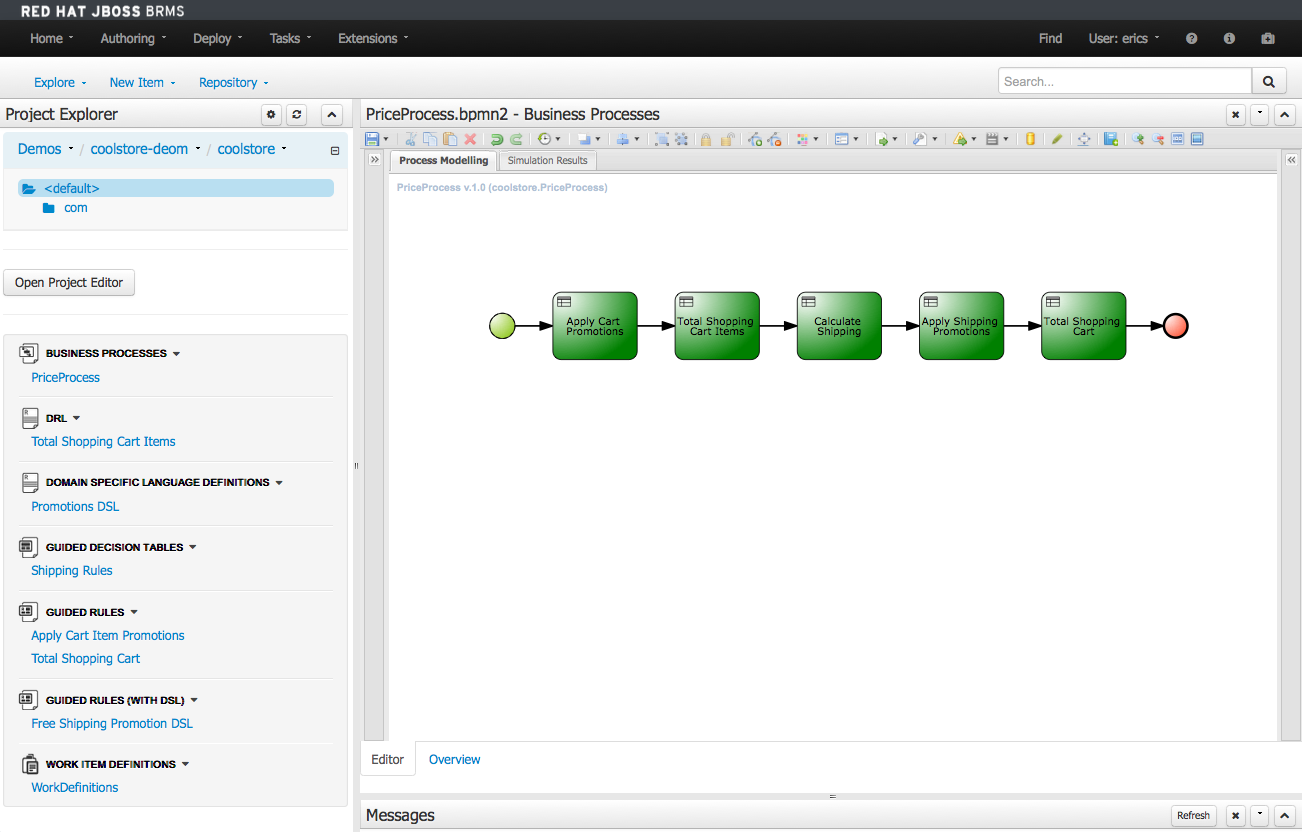 RED HAT JBOSS BRMS
Home Authoring Deploy Tasks Extensions Find User: erics
Explore New Item Repository Search...
Project Explorer
Demos / coolstore-deom / coolstore
<default>
com
Open Project Editor
BUSINESS PROCESSES
PriceProcess
DRL
Total Shopping Cart Items
DOMAIN SPECIFIC LANGUAGE DEFINITIONS
Promotions DSL
GUIDED DECISION TABLES
Shipping Rules
GUIDED RULES
Apply Cart Item Promotions
Total Shopping Cart
GUIDED RULES (WITH DSL)
Free Shipping Promotion DSL
WORK ITEM DEFINITIONS
WorkDefinitions
PriceProcess.bpmn2 - Business Processes
Process Modelling Simulation Results
PriceProcess v.1.0 (coolstore.PriceProcess)
Apply Cart
Promotions
Total Shopping
Cart Items
Calculate
Shipping
Apply Shipping
Promotions
Total Shopping
Cart
Editor Overview
Messages Refresh